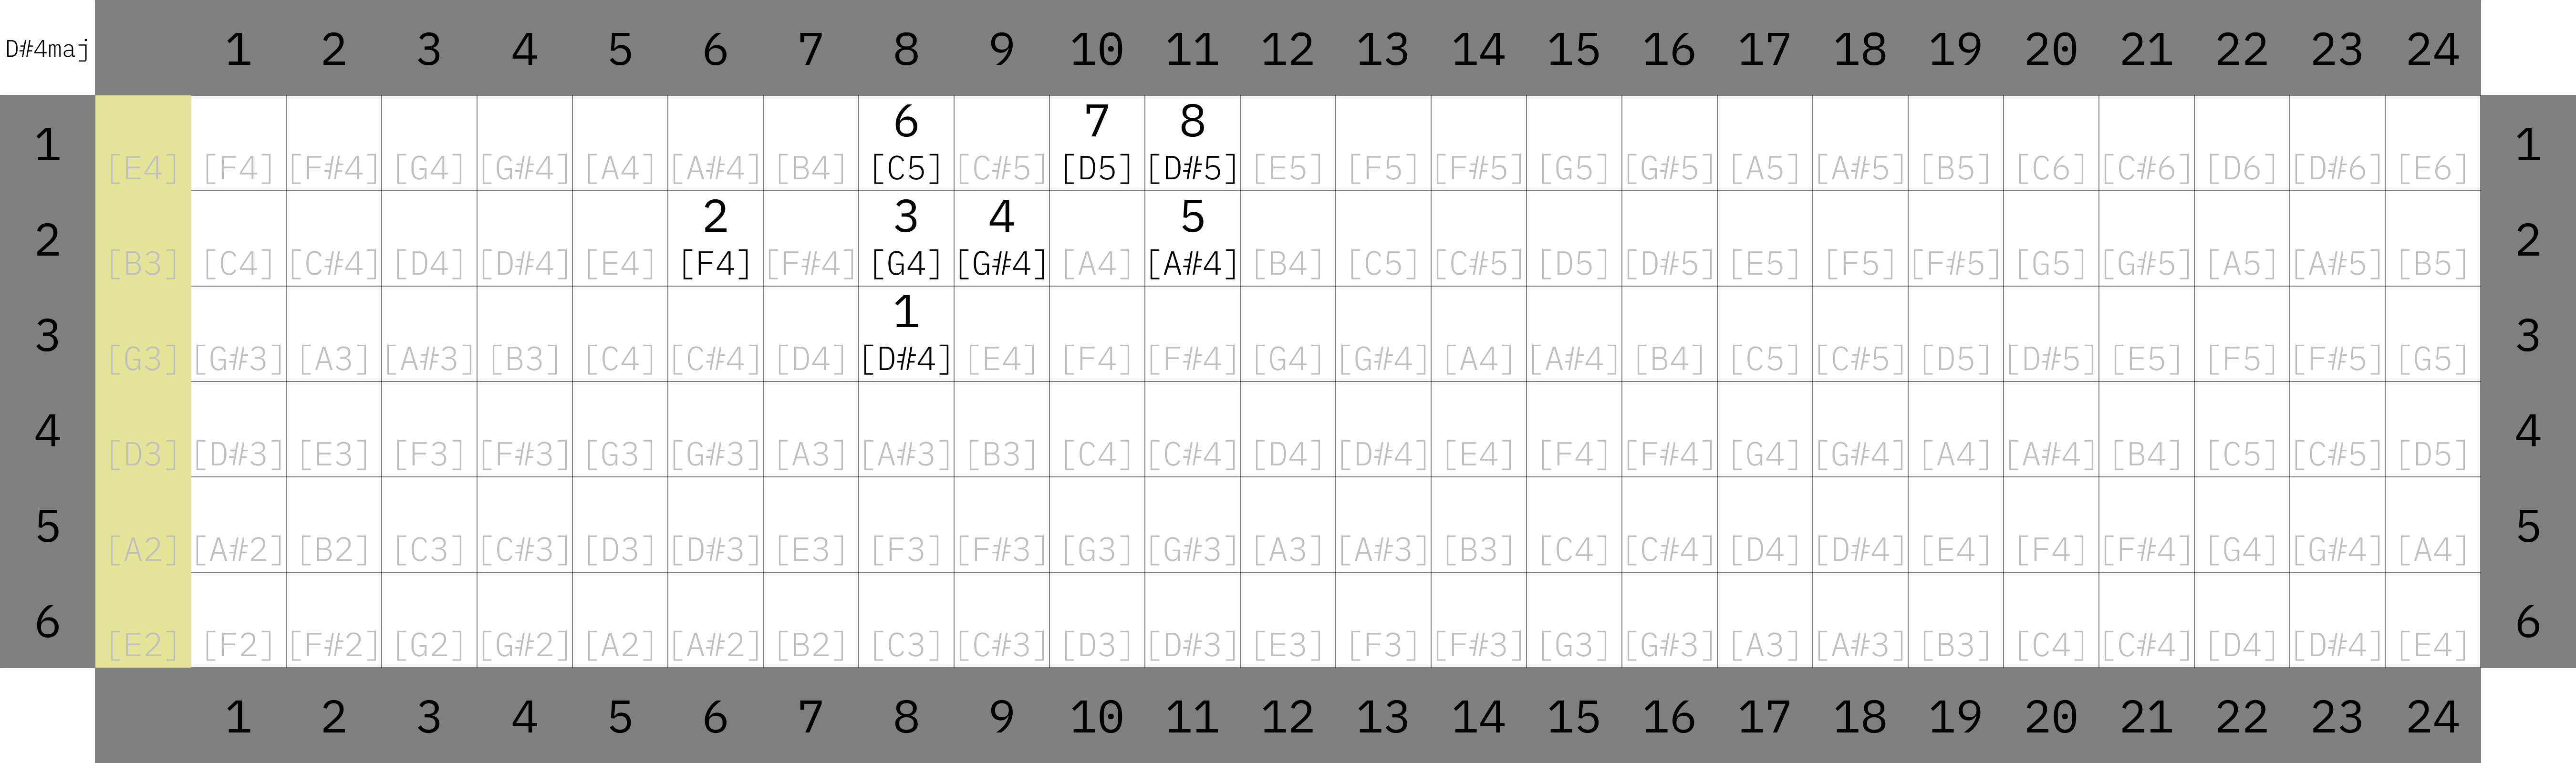 D#4maj 1 2 3 4 5 6 7 8 9 10 11 12 13 14 15 16 17 18 19 20 21 22 23 24
6 7 8
1 [E4] [F4] [F#4] [G4] [G#4] [A4] [A#4] [B4] [C5] [C#5] [D5] [D#5] [E5] [F5] [F#5] [G5] [G#5] [A5] [A#5] [B5] [C6] [C#6] [D6] [D#6] [E6] 1
2 3 4 5
2 [B3] [C4] [C#4] [D4] [D#4] [E4] [F4] [F#4] [G4] [G#4] [A4] [A#4] [B4] [C5] [C#5] [D5] [D#5] [E5] [F5] [F#5] [G5] [G#5] [A5] [A#5] [B5] 2
1
3 [G3] [G#3] [A3] [A#3] [B3] [C4] [C#4] [D4] [D#4] [E4] [F4] [F#4] [G4] [G#4] [A4] [A#4] [B4] [C5] [C#5] [D5] [D#5] [E5] [F5] [F#5] [G5] 3
4 [D3] [D#3] [E3] [F3] [F#3] [G3] [G#3] [A3] [A#3] [B3] [C4] [C#4] [D4] [D#4] [E4] [F4] [F#4] [G4] [G#4] [A4] [A#4] [B4] [C5] [C#5] [D5] 4
5 [A2] [A#2] [B2] [C3] [C#3] [D3] [D#3] [E3] [F3] [F#3] [G3] [G#3] [A3] [A#3] [B3] [C4] [C#4] [D4] [D#4] [E4] [F4] [F#4] [G4] [G#4] [A4] 5
6 [E2] [F2] [F#2] [G2] [G#2] [A2] [A#2] [B2] [C3] [C#3] [D3] [D#3] [E3] [F3] [F#3] [G3] [G#3] [A3] [A#3] [B3] [C4] [C#4] [D4] [D#4] [E4] 6
1 2 3 4 5 6 7 8 9 10 11 12 13 14 15 16 17 18 19 20 21 22 23 24